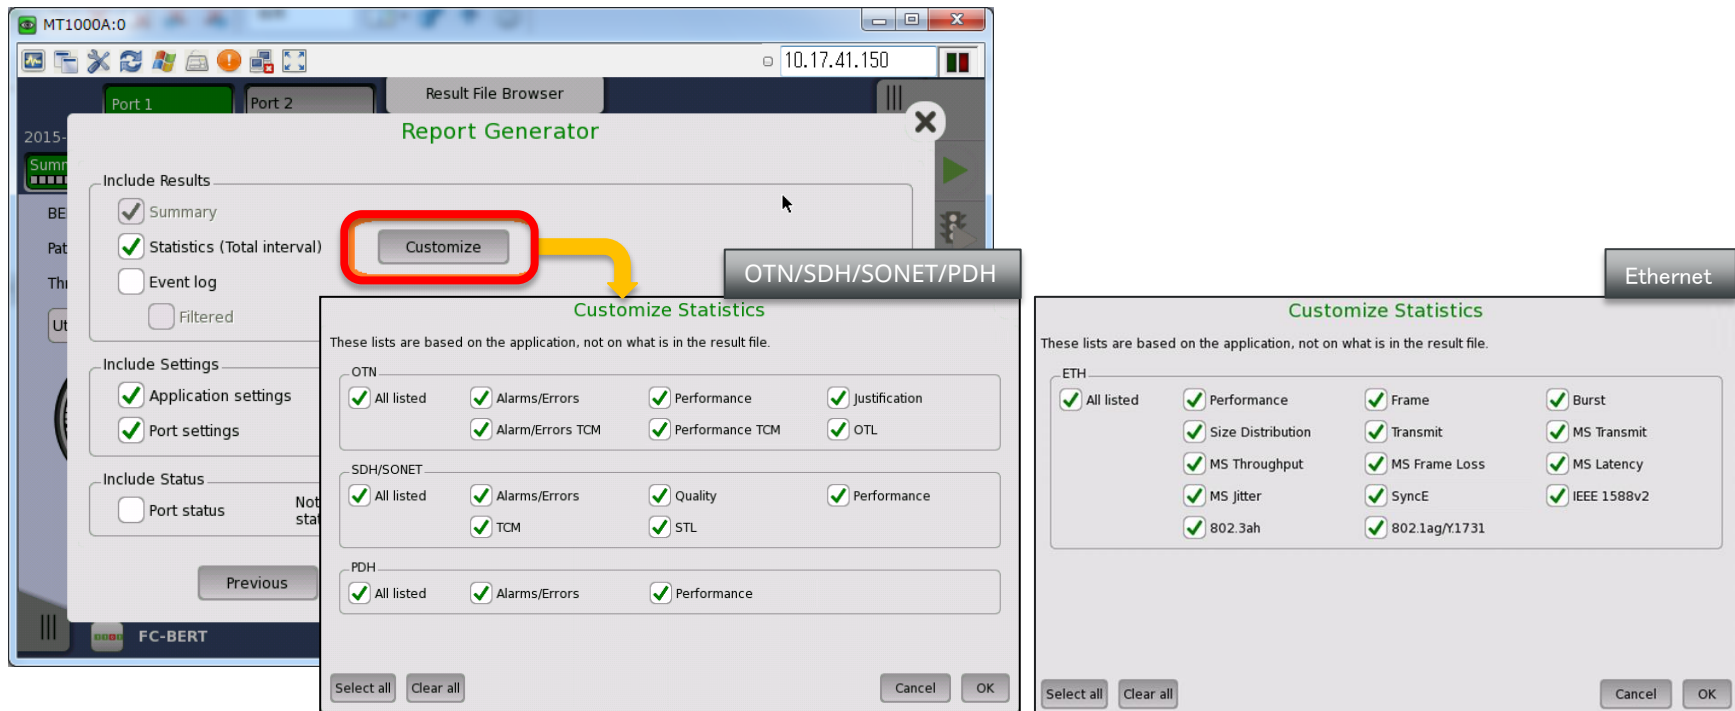 MT1000A:0
10.17.41.150
Port 1
Port 2
Result File Browser
2015-
Report Generator
Summ
Include Results
BE
Summary
Pat
Statistics (Total interval)
Customize
Thr
Event log
Ut
Filtered
Include Settings
Application settings
Port settings
Include Status
Port status
Not
stat
Previous
FC-BERT
OTN/SDH/SONET/PDH
Customize Statistics
These lists are based on the application, not on what is in the result file.
OTN
All listed Alarms/Errors Performance Justification
Alarm/Errors TCM Performance TCM OTL
SDH/SONET
All listed Alarms/Errors Quality Performance
TCM STL
PDH
All listed Alarms/Errors Performance
Select all Clear all Cancel OK
Ethernet
Customize Statistics
These lists are based on the application, not on what is in the result file.
ETH
All listed Performance Frame Burst
Size Distribution Transmit MS Transmit
MS Throughput MS Frame Loss MS Latency
MS Jitter SyncE IEEE 1588v2
802.3ah 802.1ag/Y.1731
Select all Clear all Cancel OK